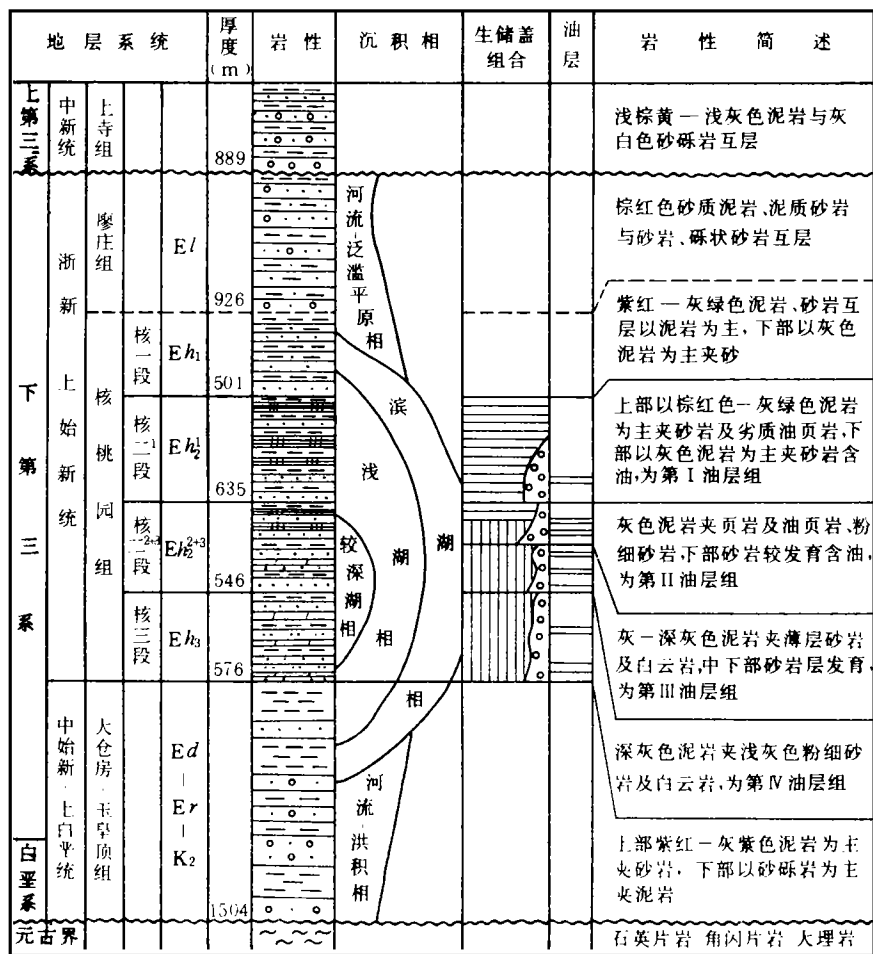 地层系统 厚度(m) 岩性 沉积相 生储盖组合 油层 岩性简述
上第三系 中新统 上寺组 889
浅棕黄—浅灰色泥岩与灰
白色砂砾岩互层
下第三系
浙新
廖庄组 El 926
河流-泛滥平原相
棕红色砂质泥岩、泥质砂岩
与砂岩、砾状砂岩互层
上始新统
核桃园组
核一段 Eh₁ 501
紫红—灰绿色泥岩、砂岩互
层以泥岩为主,下部以灰色
泥岩为主夹砂
核二¹段 Eh₂¹ 635
滨湖相
浅湖相
较深湖相
上部以棕红色—灰绿色泥岩
为主夹砂岩及劣质油页岩,下
部以灰色泥岩为主夹砂岩含
油,为第Ⅰ油层组
核二²⁺³段 Eh₂²⁺³ 546
灰色泥岩夹页岩及油页岩、粉
细砂岩,下部砂岩较发育含油,
为第II油层组
核三段 Eh₃ 576
灰—深灰色泥岩夹薄层砂岩
及白云岩,中下部砂岩层发育,
为第III油层组
深灰色泥岩夹浅灰色粉细砂
岩及白云岩,为第Ⅳ油层组
中始新-上白垩统
大仓房-玉皇顶组
Ed
—
Er
—
K₂
1504
河流-洪积相
上部紫红—灰紫色泥岩为主
夹砂岩, 下部以砂砾岩为主
夹泥岩
白垩系
元古界
石英片岩 角闪片岩 大理岩